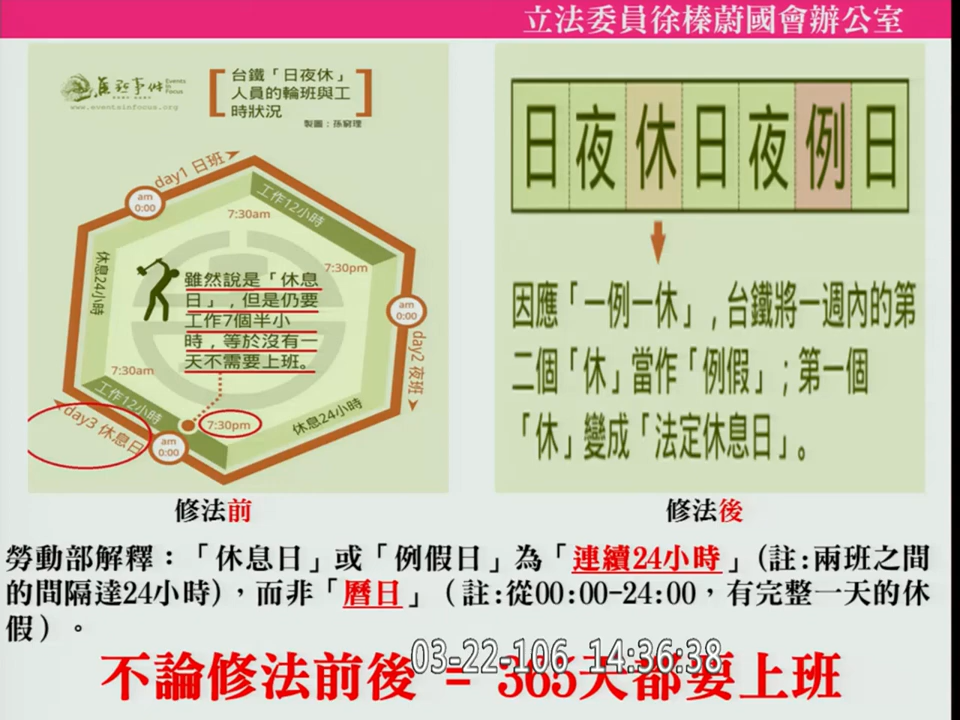 立法委員徐榛蔚國會辦公室
焦點事件 Events in Focus
www.eventsinfocus.org
台鐵「日夜休」
人員的輪班與工
時狀況
製圖：孫窮理
day1 日班
am
0:00
工作12小時
7:30am
7:30pm
am
0:00
day2 夜班
休息24小時
雖然說是「休息
日」，但是仍要
工作7個半小
時，等於沒有一
天不需要上班。
休息24小時
7:30am
工作12小時
7:30pm
day3 休息日
am
0:00
修法前
日夜休日夜例日
因應「一例一休」，台鐵將一週內的第
二個「休」當作「例假」；第一個
「休」變成「法定休息日」。
修法後
勞動部解釋：「休息日」或「例假日」為「連續24小時」(註:兩班之間
的間隔達24小時)，而非「曆日」（註:從00:00-24:00，有完整一天的休
假）。
不論修法前後 = 365天都要上班
03-22-106 14:36:38